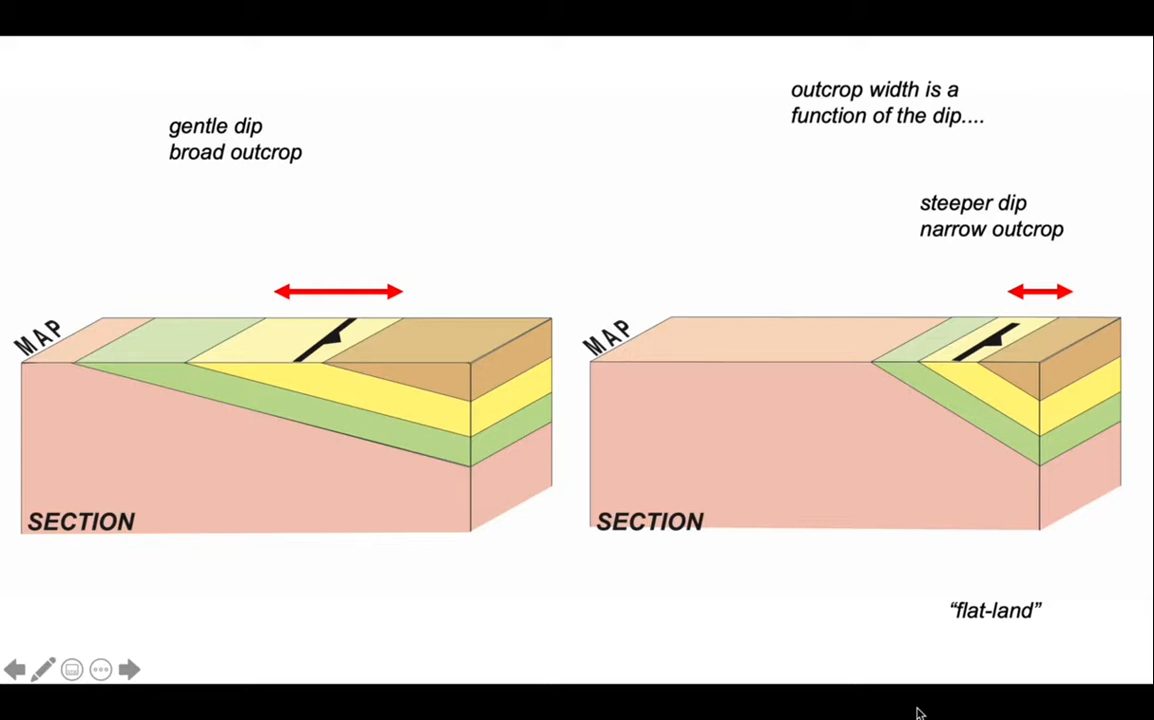 gentle dip
broad outcrop
outcrop width is a
function of the dip....
steeper dip
narrow outcrop
MAP
SECTION
MAP
SECTION
“flat-land”